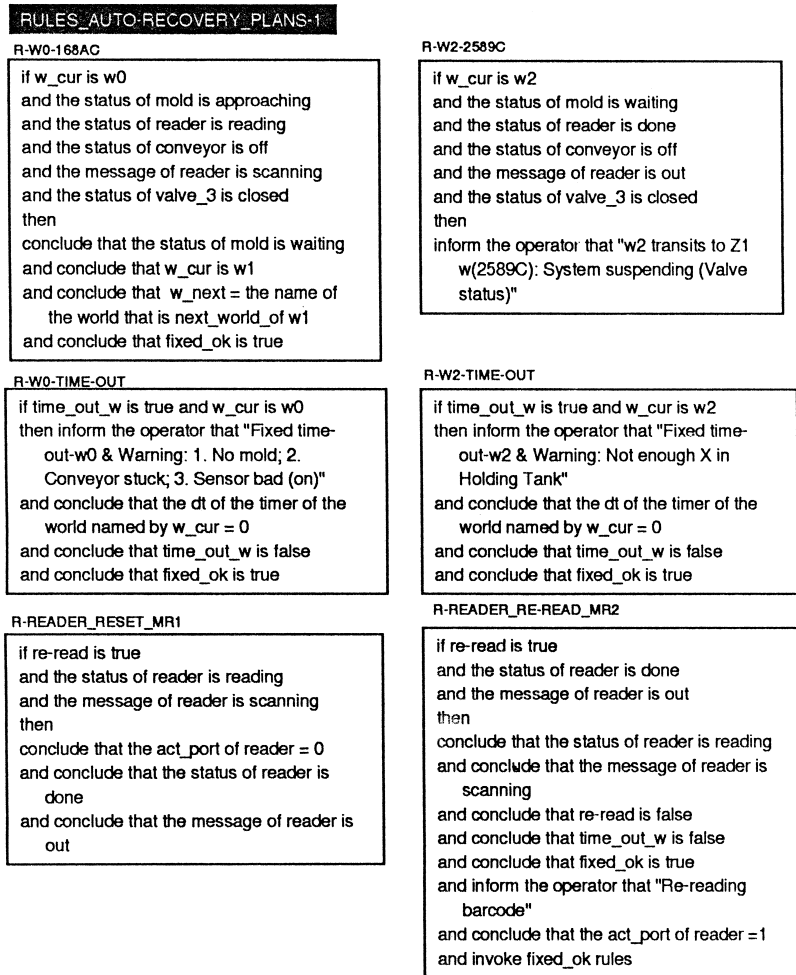 RULES_AUTO-RECOVERY_PLANS-1
R-W0-168AC
if w_cur is w0
and the status of mold is approaching
and the status of reader is reading
and the status of conveyor is off
and the message of reader is scanning
and the status of valve_3 is closed
then
conclude that the status of mold is waiting
and conclude that w_cur is w1
and conclude that w_next = the name of
the world that is next_world_of w1
and conclude that fixed_ok is true
R-W2-2589C
if w_cur is w2
and the status of mold is waiting
and the status of reader is done
and the status of conveyor is off
and the message of reader is out
and the status of valve_3 is closed
then
inform the operator that "w2 transits to Z1
w(2589C): System suspending (Valve
status)"
R-W0-TIME-OUT
if time_out_w is true and w_cur is w0
then inform the operator that "Fixed time-
out-w0 & Warning: 1. No mold; 2.
Conveyor stuck; 3. Sensor bad (on)"
and conclude that the dt of the timer of the
world named by w_cur = 0
and conclude that time_out_w is false
and conclude that fixed_ok is true
R-W2-TIME-OUT
if time_out_w is true and w_cur is w2
then inform the operator that "Fixed time-
out-w2 & Warning: Not enough X in
Holding Tank"
and conclude that the dt of the timer of the
world named by w_cur = 0
and conclude that time_out_w is false
and conclude that fixed_ok is true
R-READER_RESET_MR1
if re-read is true
and the status of reader is reading
and the message of reader is scanning
then
conclude that the act_port of reader = 0
and conclude that the status of reader is
done
and conclude that the message of reader is
out
R-READER_RE-READ_MR2
if re-read is true
and the status of reader is done
and the message of reader is out
then
conclude that the status of reader is reading
and conclude that the message of reader is
scanning
and conclude that re-read is false
and conclude that time_out_w is false
and conclude that fixed_ok is true
and inform the operator that "Re-reading
barcode"
and conclude that the act_port of reader =1
and invoke fixed_ok rules